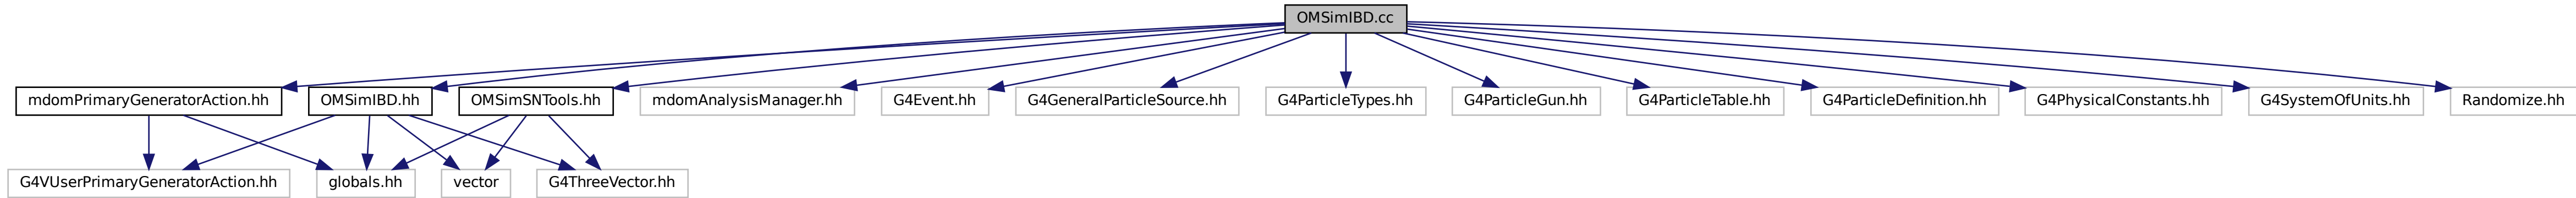 OMSimIBD.cc
mdomPrimaryGeneratorAction.hh
OMSimIBD.hh
OMSimSNTools.hh
mdomAnalysisManager.hh
G4Event.hh
G4GeneralParticleSource.hh
G4ParticleTypes.hh
G4ParticleGun.hh
G4ParticleTable.hh
G4ParticleDefinition.hh
G4PhysicalConstants.hh
G4SystemOfUnits.hh
Randomize.hh
G4VUserPrimaryGeneratorAction.hh
globals.hh
vector
G4ThreeVector.hh